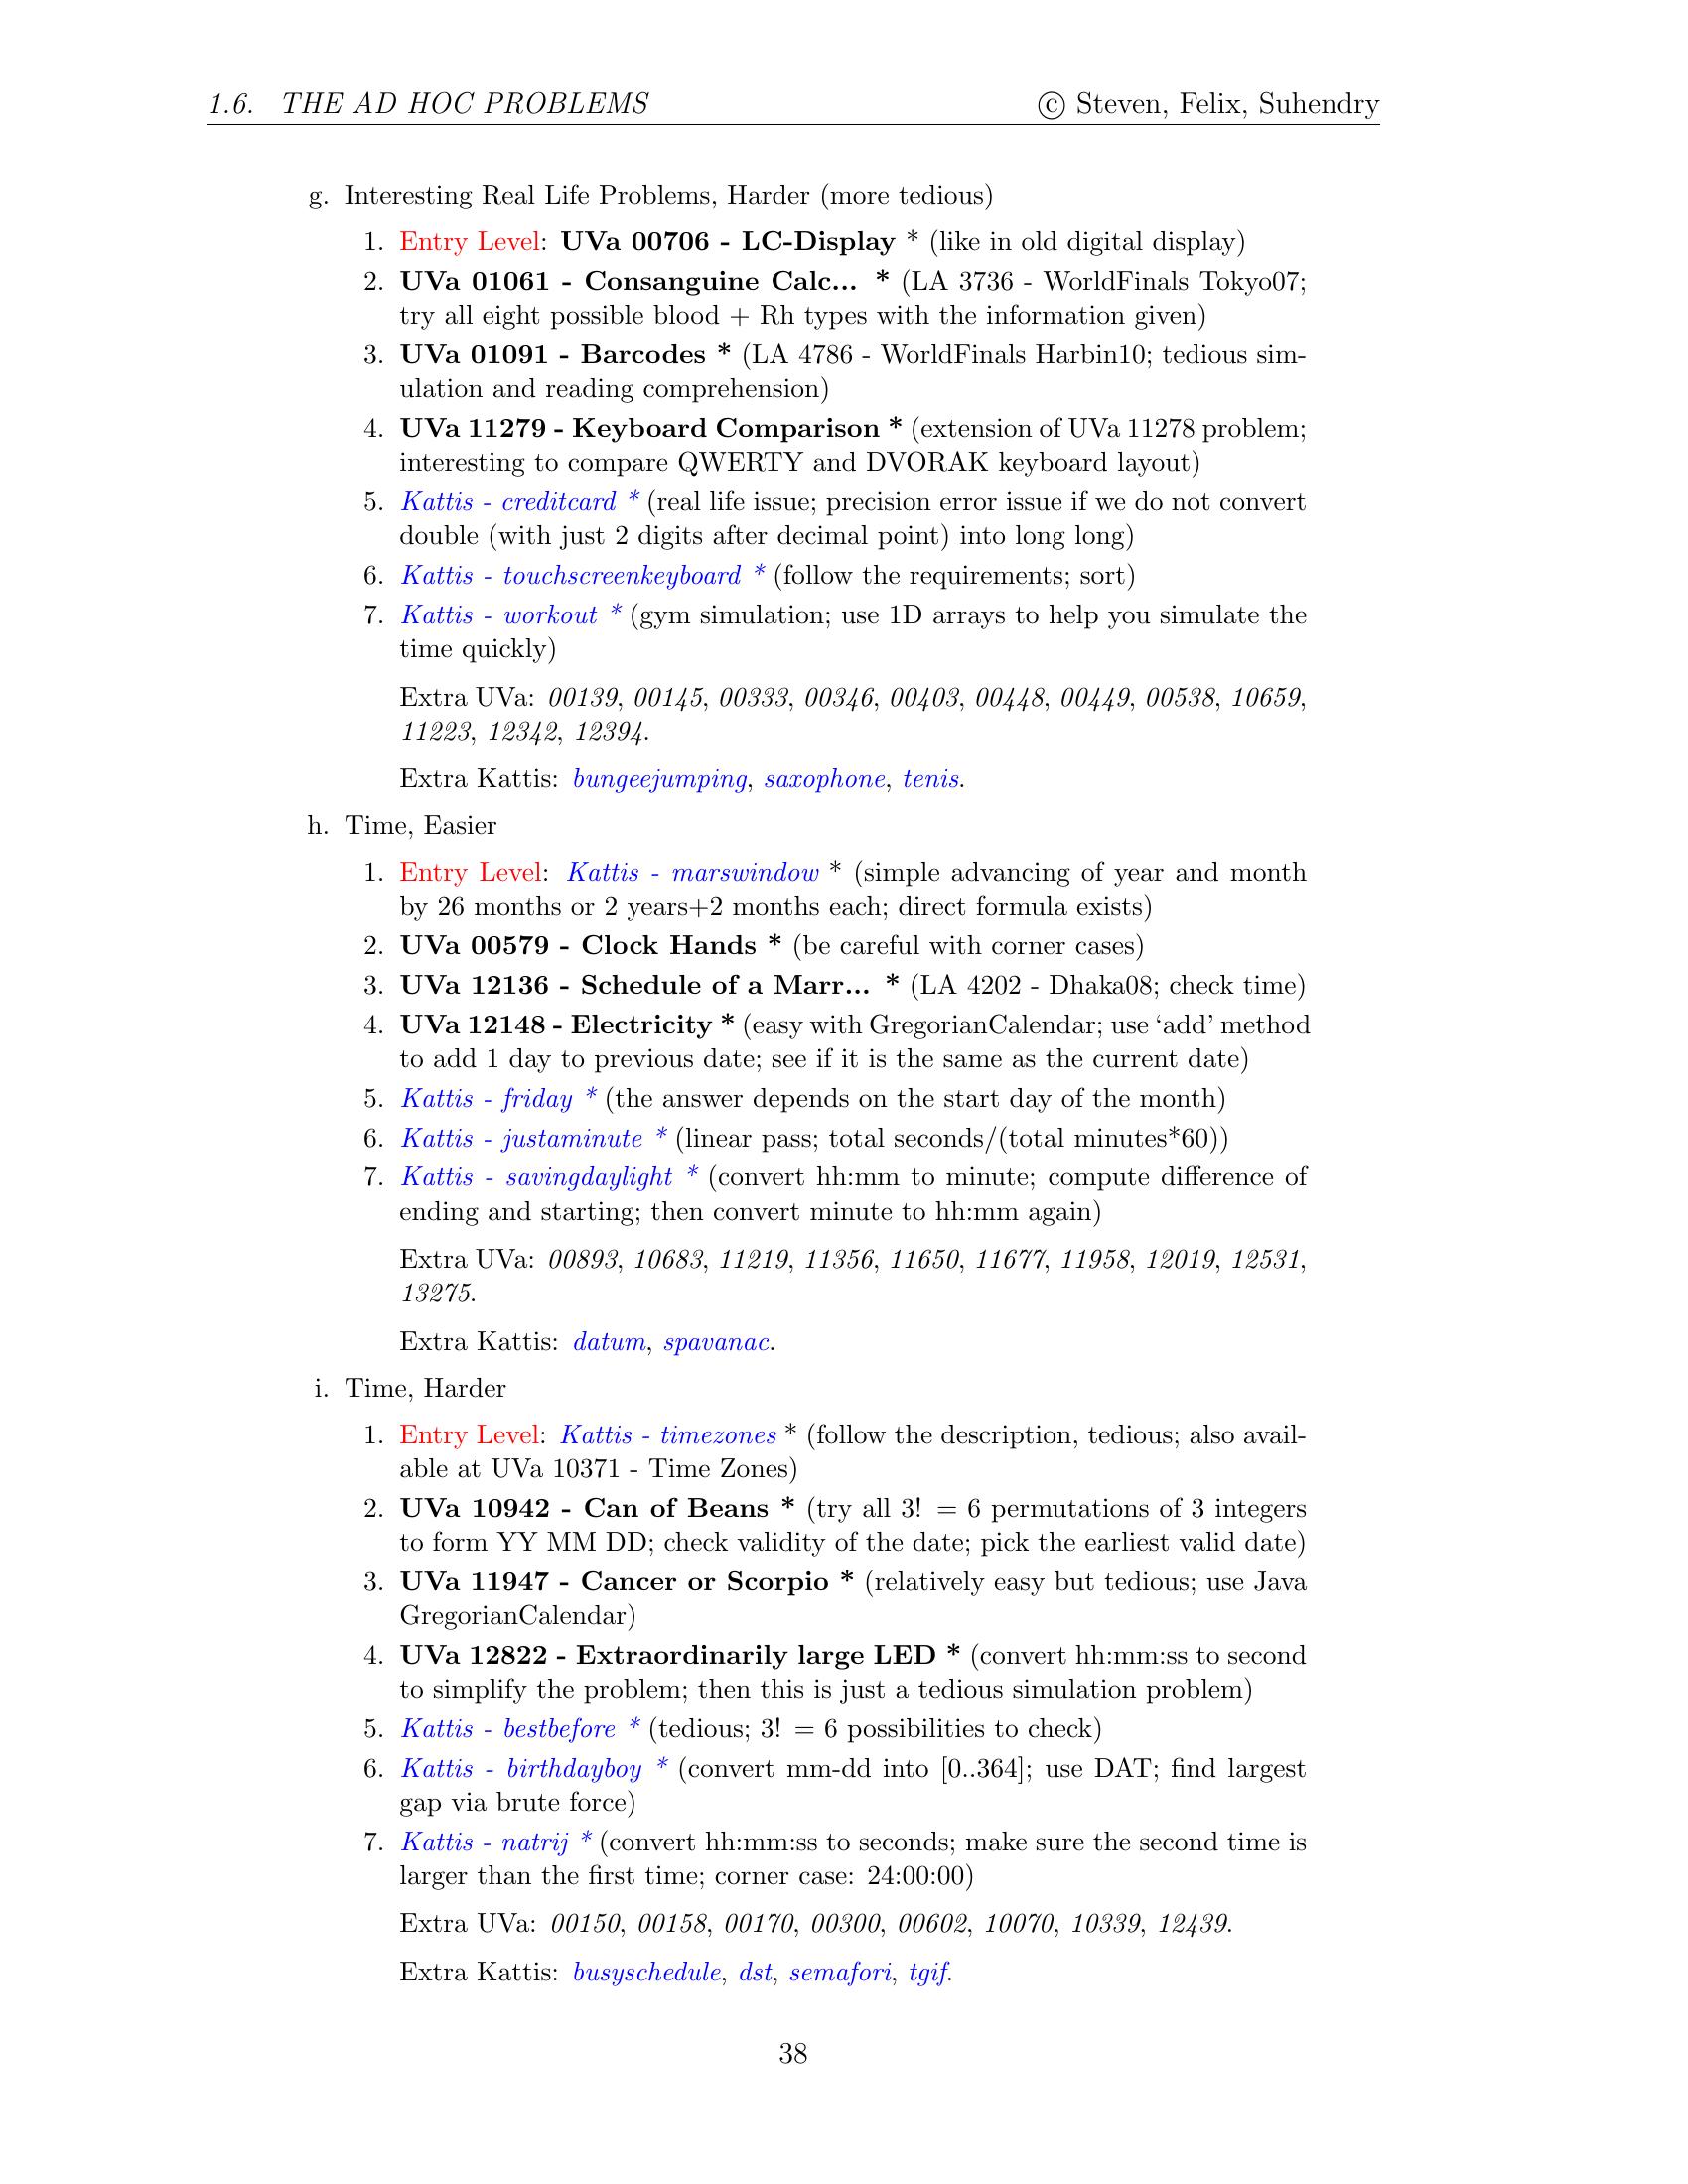 1.6. THE AD HOC PROBLEMS © Steven, Felix, Suhendry
g. Interesting Real Life Problems, Harder (more tedious)
1. Entry Level: UVa 00706 - LC-Display * (like in old digital display)
2. UVa 01061 - Consanguine Calc... * (LA 3736 - WorldFinals Tokyo07;
try all eight possible blood + Rh types with the information given)
3. UVa 01091 - Barcodes * (LA 4786 - WorldFinals Harbin10; tedious sim-
ulation and reading comprehension)
4. UVa 11279 - Keyboard Comparison * (extension of UVa 11278 problem;
interesting to compare QWERTY and DVORAK keyboard layout)
5. Kattis - creditcard * (real life issue; precision error issue if we do not convert
double (with just 2 digits after decimal point) into long long)
6. Kattis - touchscreenkeyboard * (follow the requirements; sort)
7. Kattis - workout * (gym simulation; use 1D arrays to help you simulate the
time quickly)
Extra UVa: 00139, 00145, 00333, 00346, 00403, 00448, 00449, 00538, 10659,
11223, 12342, 12394.
Extra Kattis: bungeejumping, saxophone, tenis.
h. Time, Easier
1. Entry Level: Kattis - marswindow * (simple advancing of year and month
by 26 months or 2 years+2 months each; direct formula exists)
2. UVa 00579 - Clock Hands * (be careful with corner cases)
3. UVa 12136 - Schedule of a Marr... * (LA 4202 - Dhaka08; check time)
4. UVa 12148 - Electricity * (easy with GregorianCalendar; use ‘add’ method
to add 1 day to previous date; see if it is the same as the current date)
5. Kattis - friday * (the answer depends on the start day of the month)
6. Kattis - justaminute * (linear pass; total seconds/(total minutes*60))
7. Kattis - savingdaylight * (convert hh:mm to minute; compute difference of
ending and starting; then convert minute to hh:mm again)
Extra UVa: 00893, 10683, 11219, 11356, 11650, 11677, 11958, 12019, 12531,
13275.
Extra Kattis: datum, spavanac.
i. Time, Harder
1. Entry Level: Kattis - timezones * (follow the description, tedious; also avail-
able at UVa 10371 - Time Zones)
2. UVa 10942 - Can of Beans * (try all 3! = 6 permutations of 3 integers
to form YY MM DD; check validity of the date; pick the earliest valid date)
3. UVa 11947 - Cancer or Scorpio * (relatively easy but tedious; use Java
GregorianCalendar)
4. UVa 12822 - Extraordinarily large LED * (convert hh:mm:ss to second
to simplify the problem; then this is just a tedious simulation problem)
5. Kattis - bestbefore * (tedious; 3! = 6 possibilities to check)
6. Kattis - birthdayboy * (convert mm-dd into [0..364]; use DAT; find largest
gap via brute force)
7. Kattis - natrij * (convert hh:mm:ss to seconds; make sure the second time is
larger than the first time; corner case: 24:00:00)
Extra UVa: 00150, 00158, 00170, 00300, 00602, 10070, 10339, 12439.
Extra Kattis: busyschedule, dst, semafori, tgif.
38